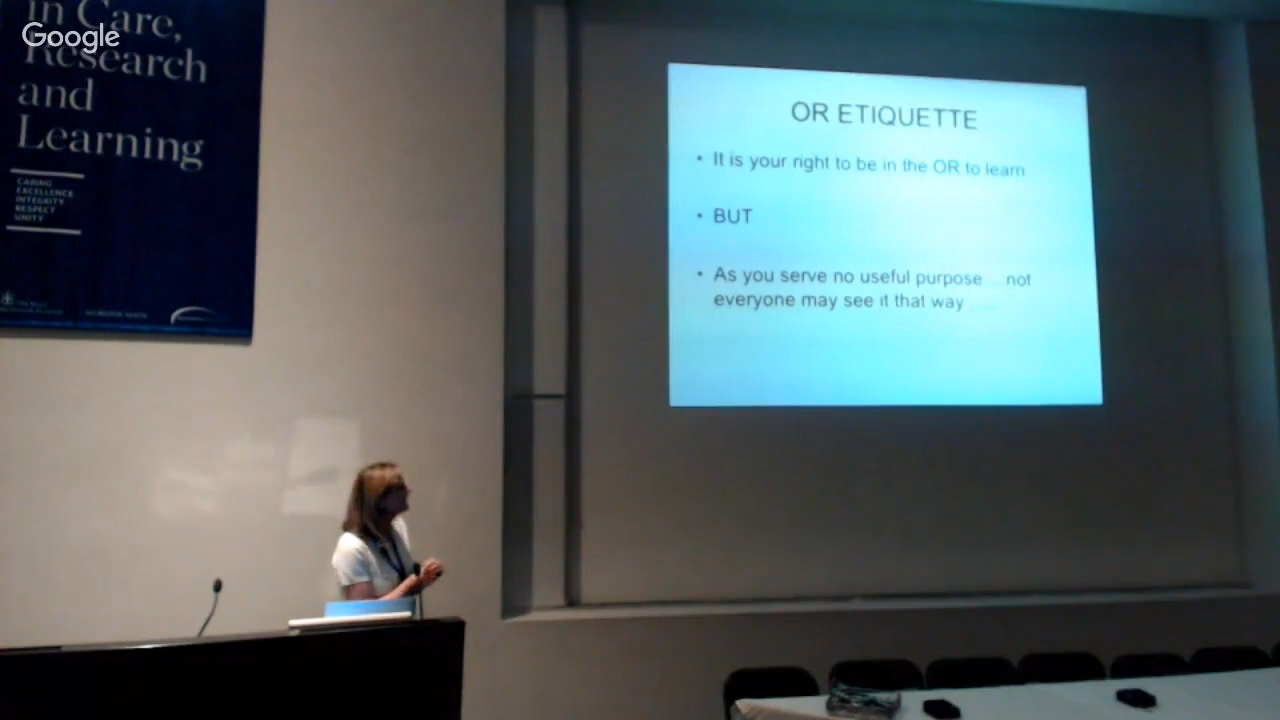 in Care,
Google
Research
and
Learning
CARING
EXCELLENCE
INTEGRITY
RESPECT
UNITY
OR ETIQUETTE
• It is your right to be in the OR to learn
• BUT
• As you serve no useful purpose ... not
everyone may see it that way